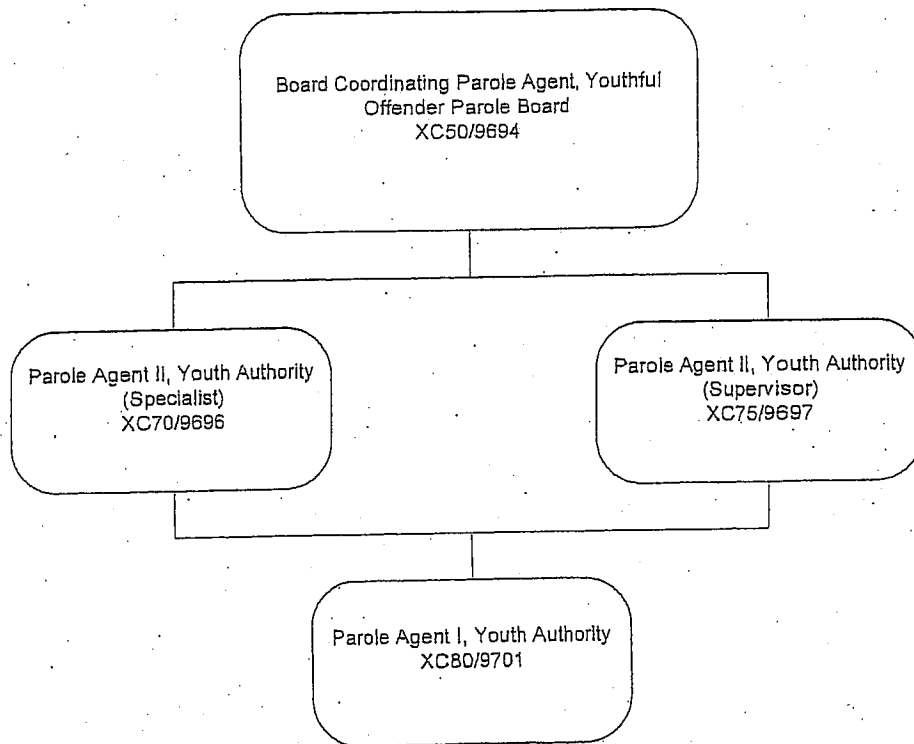 Board Coordinating Parole Agent, Youthful
Offender Parole Board
XC50/9694
Parole Agent II, Youth Authority
(Specialist)
XC70/9696
Parole Agent II, Youth Authority
(Supervisor)
XC75/9697
Parole Agent I, Youth Authority
XC80/9701